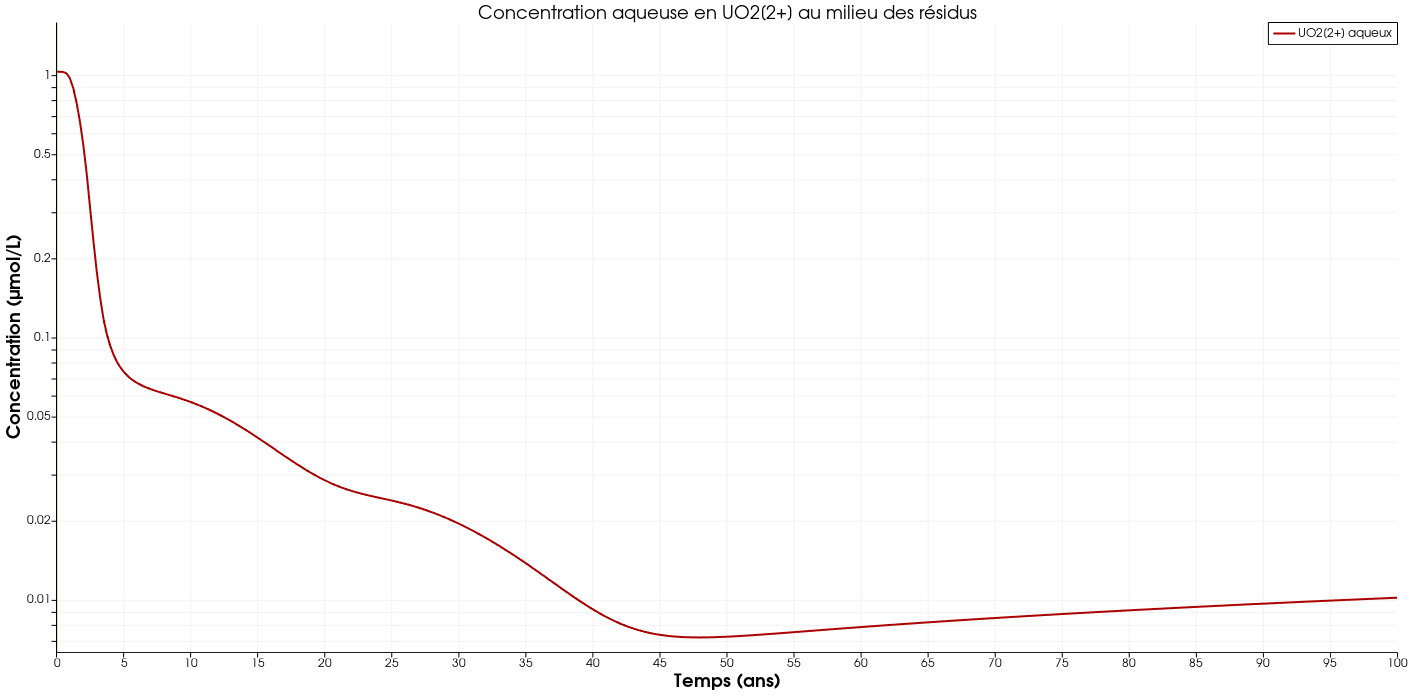 Concentration aqueuse en UO2(2+) au milieu des résidus
UO2(2+) aqueux
Concentration (µmol/L)
1
0.5
0.2
0.1
0.05
0.02
0.01
0 5 10 15 20 25 30 35 40 45 50 55 60 65 70 75 80 85 90 95 100
Temps (ans)